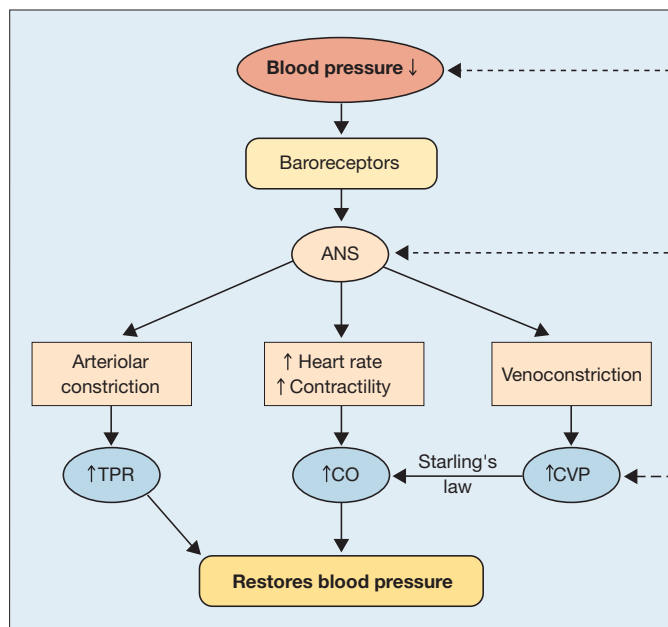 Blood pressure ↓
Baroreceptors
ANS
Arteriolar
constriction
↑ Heart rate
↑ Contractility
Venoconstriction
↑TPR
↑CO
Starling's
law
↑CVP
Restores blood pressure